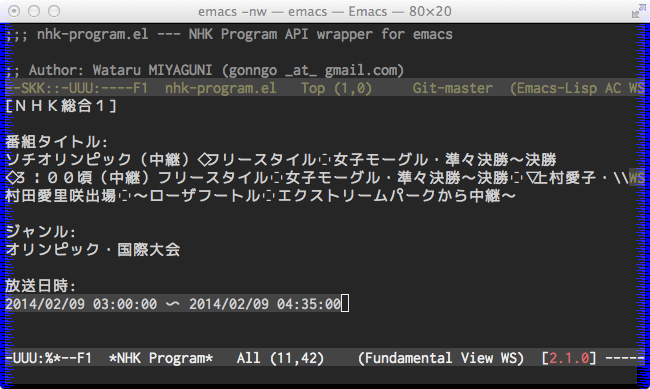 emacs -nw — emacs — Emacs — 80×20
;;; nhk-program.el --- NHK Program API wrapper for emacs
;; Author: Wataru MIYAGUNI (gonngo _at_ gmail.com)
--SKK::-UUU:----F1 nhk-program.el Top (1,0) Git-master (Emacs-Lisp AC WS
[NHK総合1]
番組タイトル:
ソチオリンピック(中継)◇フリースタイル◌女子モーグル・準々決勝〜決勝
◇3:00頃(中継)フリースタイル◌女子モーグル・準々決勝〜決勝◌▽上村愛子・\\WS
村田愛里咲出場◌〜ローザフートル◌エクストリームパークから中継〜
ジャンル:
オリンピック・国際大会
放送日時:
2014/02/09 03:00:00 〜 2014/02/09 04:35:00
-UUU:%*--F1 *NHK Program* All (11,42) (Fundamental View WS) [2.1.0] -----